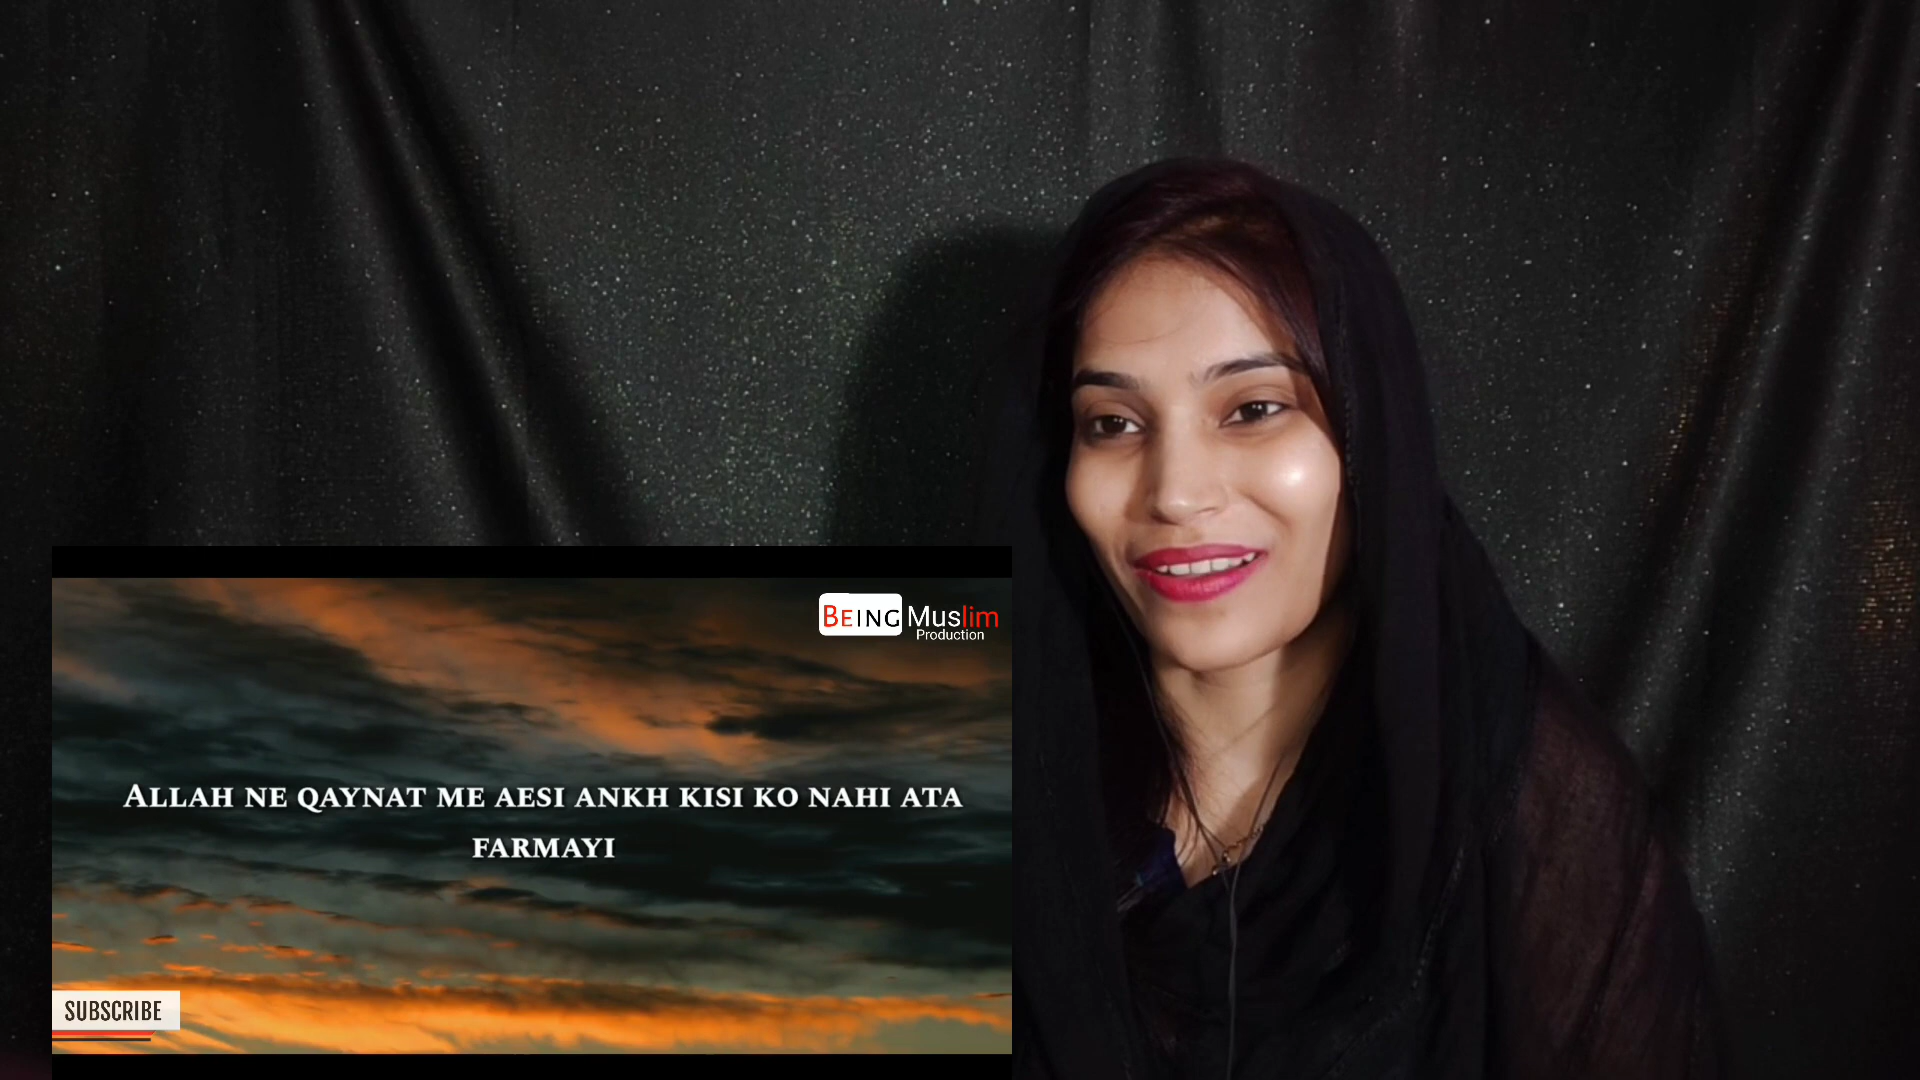 BEING Muslim
Production
ALLAH NE QAYNAT ME AESI ANKH KISI KO NAHI ATA
FARMAYI
SUBSCRIBE